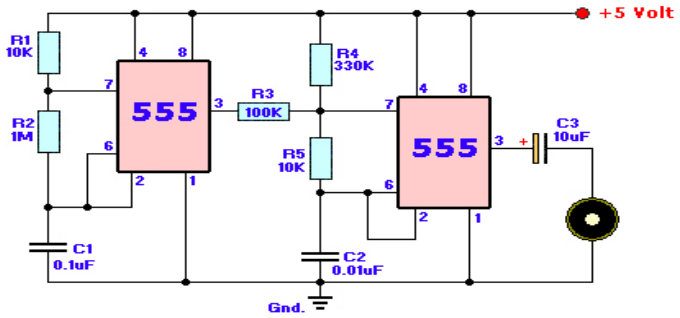 +5 Volt
R1
10K
4
8
R4
330K
7
4
8
555
3
R3
100K
7
R2
1M
C3
10uF
555
3
+
6
R5
10K
2
1
6
2
1
C1
0.1uF
C2
0.01uF
Gnd.